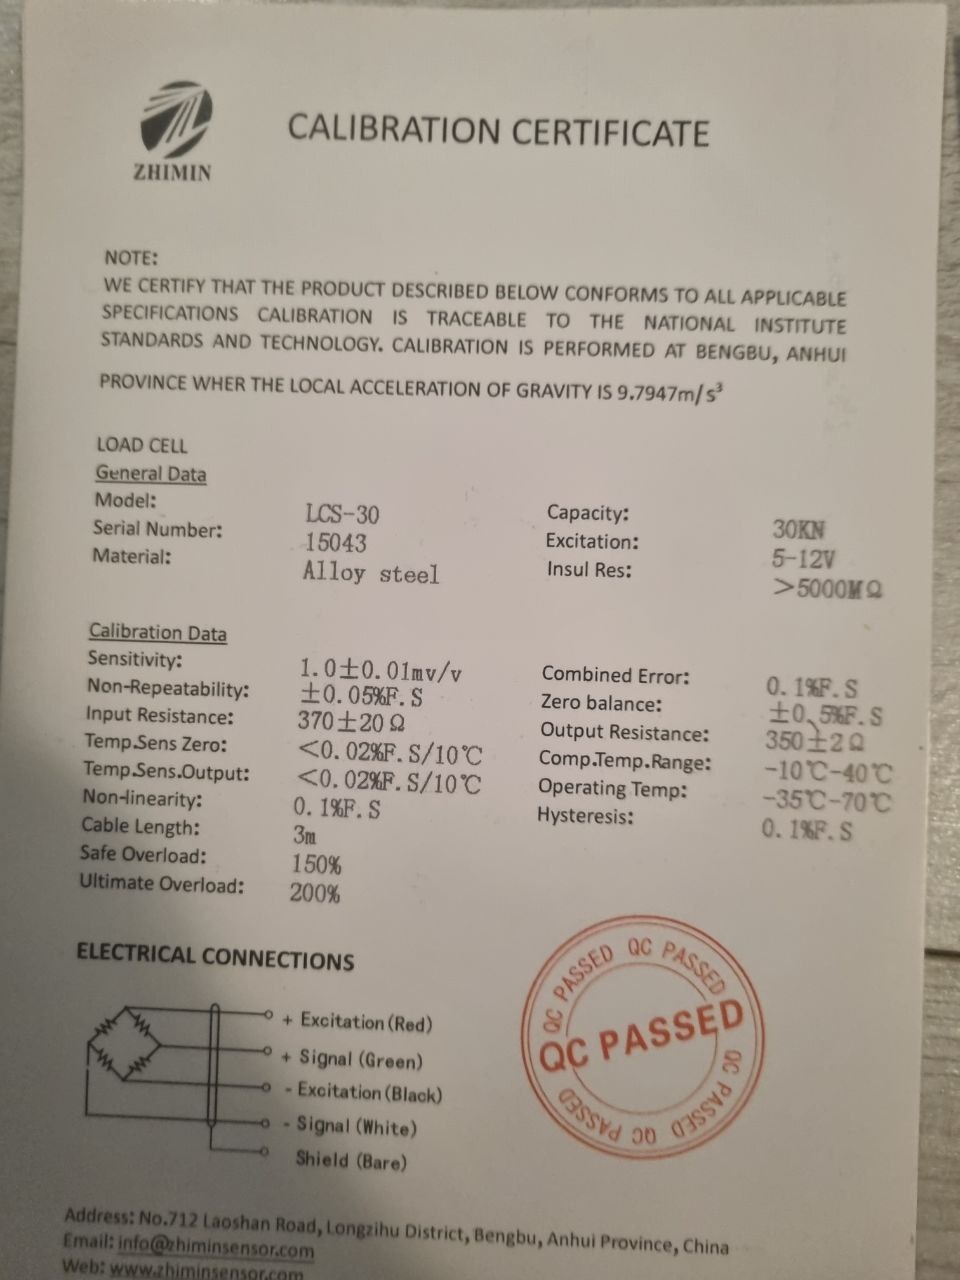 ZHIMIN
CALIBRATION CERTIFICATE
NOTE:
WE CERTIFY THAT THE PRODUCT DESCRIBED BELOW CONFORMS TO ALL APPLICABLE
SPECIFICATIONS CALIBRATION IS TRACEABLE TO THE NATIONAL INSTITUTE
STANDARDS AND TECHNOLOGY. CALIBRATION IS PERFORMED AT BENGBU, ANHUI
PROVINCE WHER THE LOCAL ACCELERATION OF GRAVITY IS 9.7947m/s³
LOAD CELL
General Data
Model: LCS-30 Capacity: 30KN
Serial Number: 15043 Excitation: 5-12V
Material: Alloy steel Insul Res: >5000MΩ
Calibration Data
Sensitivity: 1.0±0.01mv/v Combined Error: 0.1%F.S
Non-Repeatability: ±0.05%F.S Zero balance: ±0.5%F.S
Input Resistance: 370±20Ω Output Resistance: 350±2Ω
Temp.Sens Zero: <0.02%F.S/10℃ Comp.Temp.Range: -10℃-40℃
Temp.Sens.Output: <0.02%F.S/10℃ Operating Temp: -35℃-70℃
Non-linearity: 0.1%F.S Hysteresis: 0.1%F.S
Cable Length: 3m
Safe Overload: 150%
Ultimate Overload: 200%
ELECTRICAL CONNECTIONS
+ Excitation(Red)
+ Signal (Green)
- Excitation(Black)
- Signal (White)
Shield (Bare)
QC PASSED QC PASSED QC PASSED QC PASSED
QC PASSED
Address: No.712 Laoshan Road, Longzihu District, Bengbu, Anhui Province, China
Email: info@zhiminsensor.com
Web: www.zhiminsensor.com